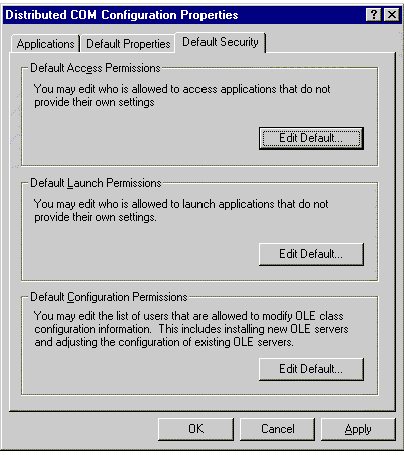 Distributed COM Configuration Properties
Applications
Default Properties
Default Security
Default Access Permissions
You may edit who is allowed to access applications that do not
provide their own settings
Edit Default...
Default Launch Permissions
You may edit who is allowed to launch applications that do not
provide their own settings.
Edit Default...
Default Configuration Permissions
You may edit the list of users that are allowed to modify OLE class
configuration information.  This includes installing new OLE servers
and adjusting the configuration of existing OLE servers.
Edit Default...
OK
Cancel
Apply